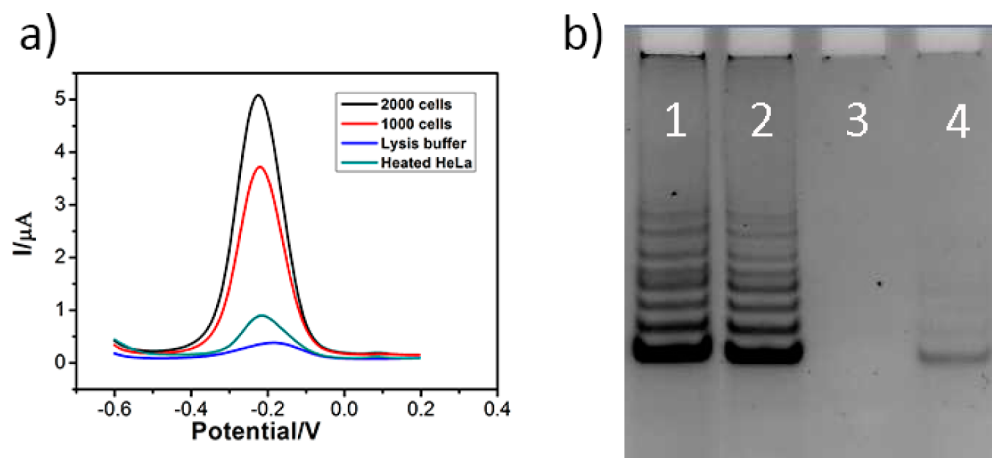 a)
I/μA
5
4
3
2
1
0
-0.6 -0.4 -0.2 0.0 0.2 0.4
Potential/V
2000 cells
1000 cells
Lysis buffer
Heated HeLa
b)
1 2 3 4